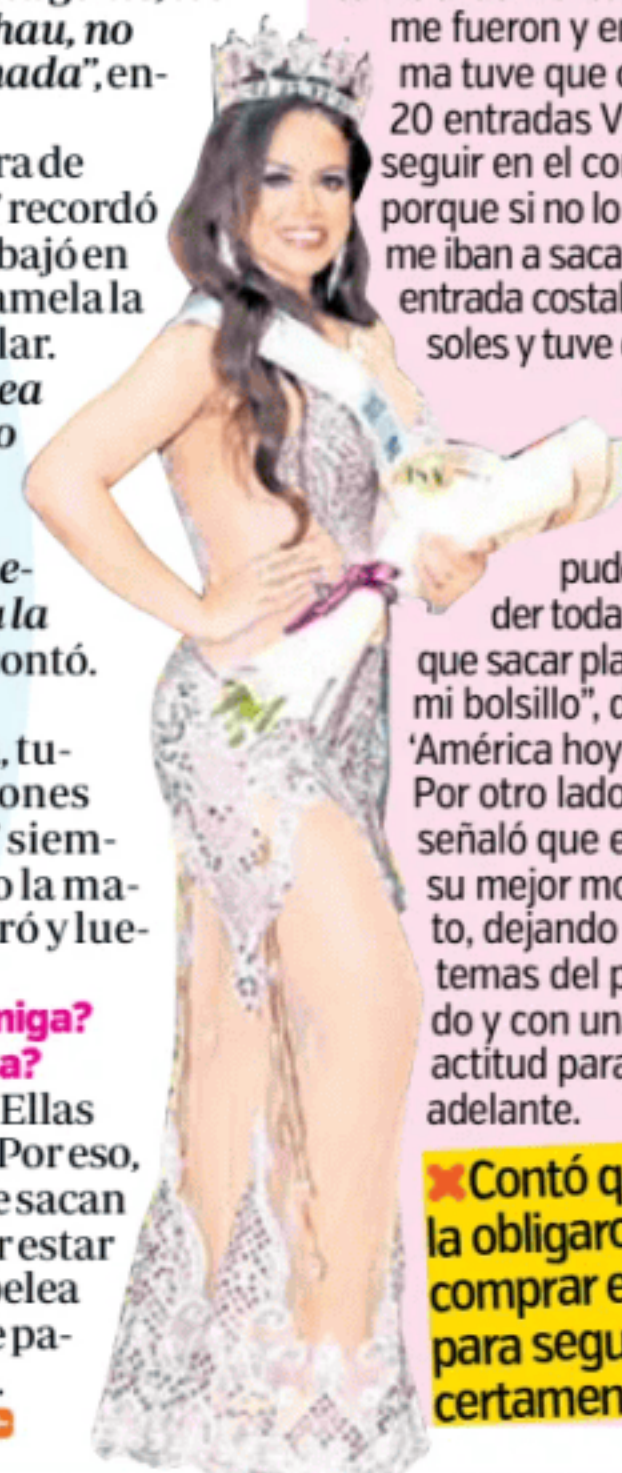 hau, no
nada", en-
ra de
recordó
bajó en
amela la
lar.
ea
o
e-
a la
ontó.
, tu-
ones
siem-
o la ma-
ró y lue-
niga?
a?
Ellas
Por eso,
e sacan
r estar
pelea
e pa-
me fueron y en
ma tuve que c
20 entradas V
seguir en el co
porque si no lo
me iban a saca
entrada costa
soles y tuve
pud
der toda
que sacar pla
mi bolsillo", d
'América hoy
Por otro lado
señaló que e
su mejor mo
to, dejando
temas del p
do y con un
actitud para
adelante.
Contó q
la obligaro
comprar e
para segu
certamen